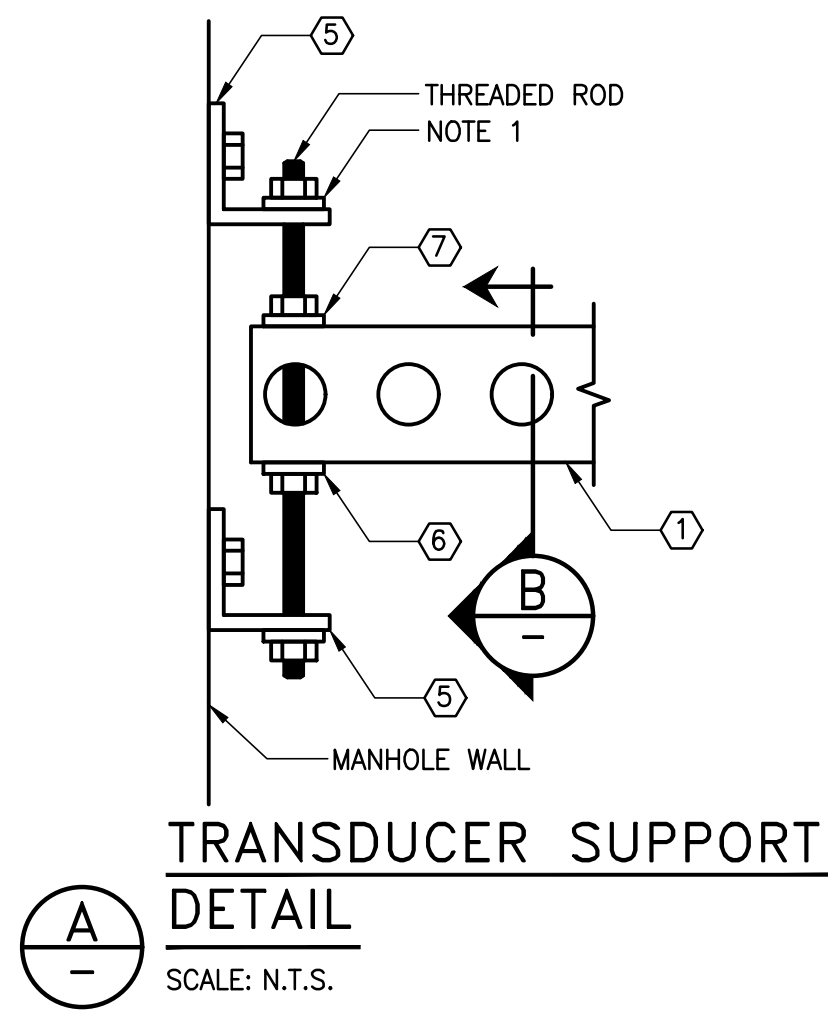 5
THREADED ROD
NOTE 1
7
6
1
B
-
5
MANHOLE WALL
TRANSDUCER SUPPORT
DETAIL
A
-
SCALE: N.T.S.